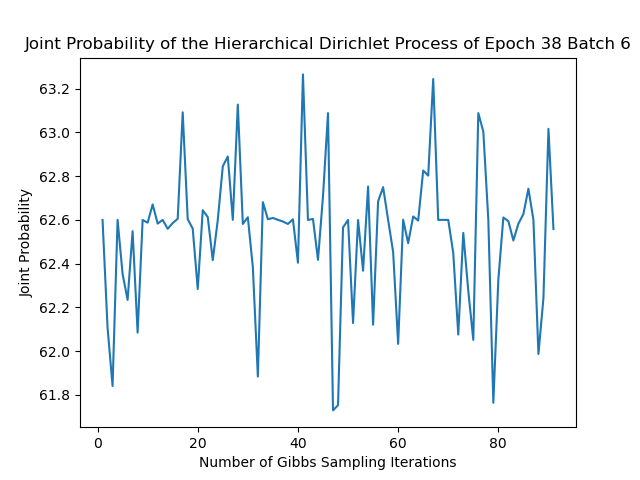 Joint Probability of the Hierarchical Dirichlet Process of Epoch 38 Batch 6
63.2
63.0
62.8
62.6
62.4
62.2
62.0
61.8
Joint Probability
0 20 40 60 80
Number of Gibbs Sampling Iterations